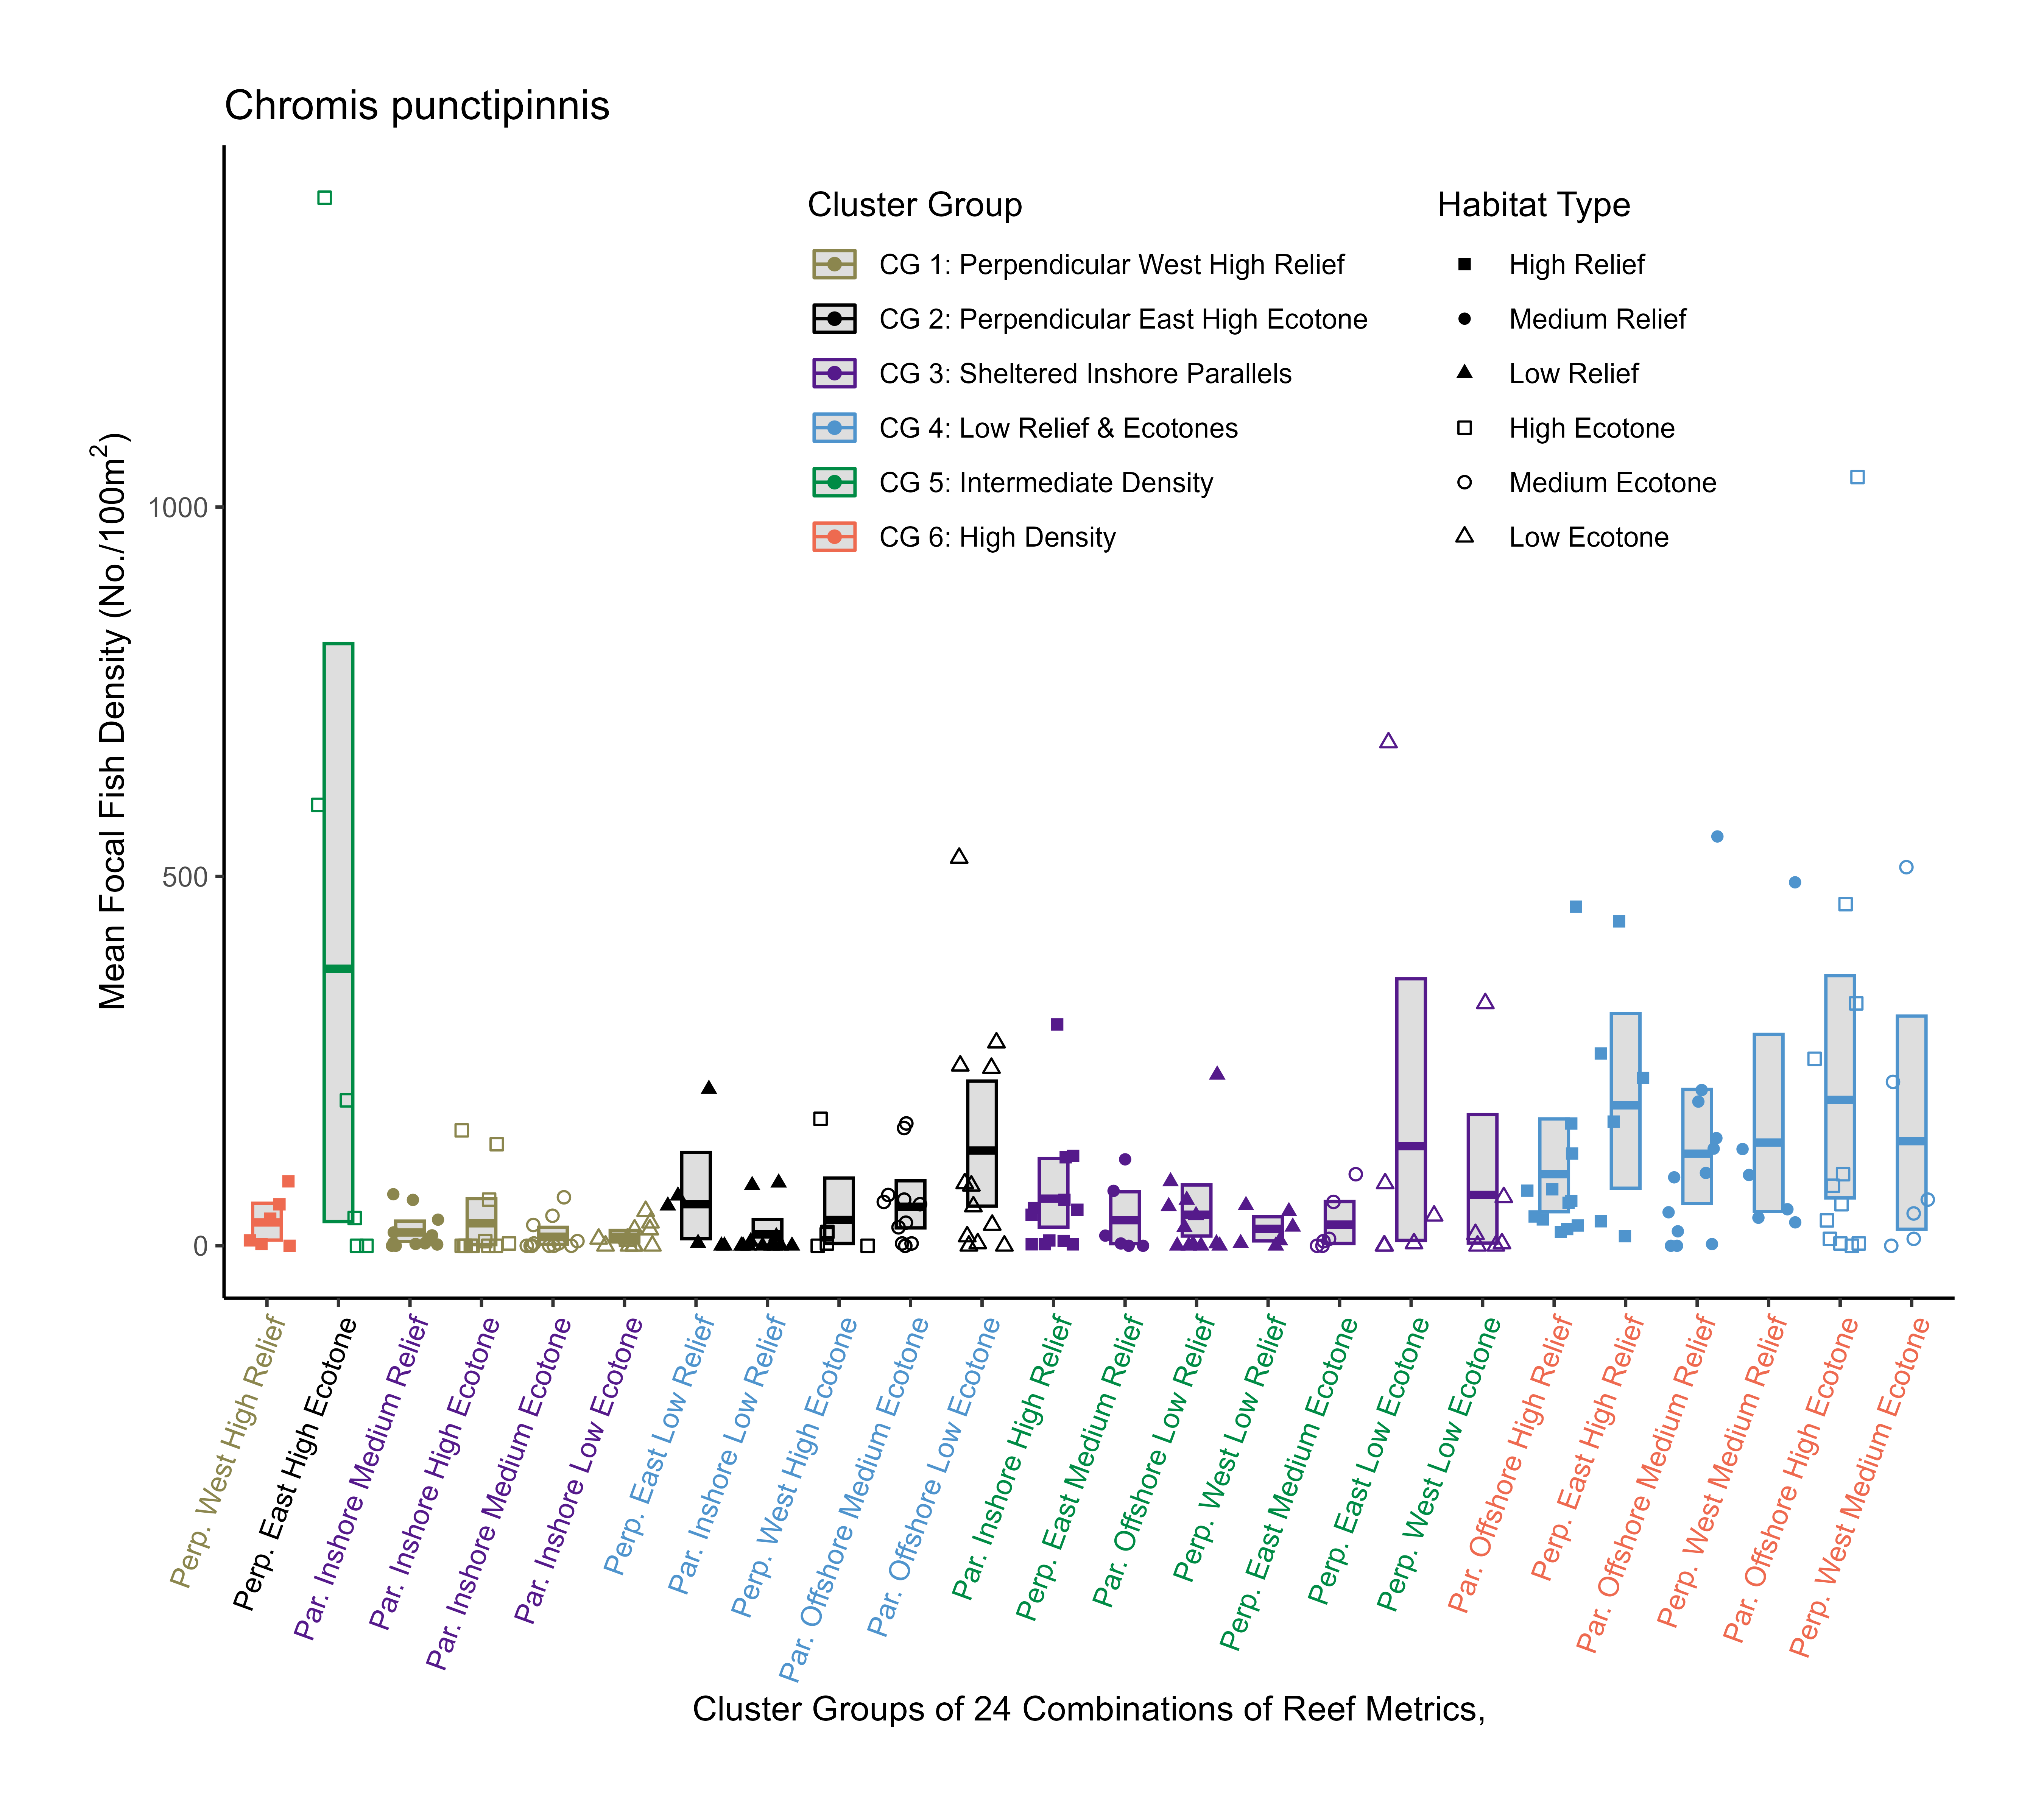 Chromis punctipinnis
Mean Focal Fish Density (No./100m²)
1000
500
0
Cluster Group
CG 1: Perpendicular West High Relief
CG 2: Perpendicular East High Ecotone
CG 3: Sheltered Inshore Parallels
CG 4: Low Relief & Ecotones
CG 5: Intermediate Density
CG 6: High Density
Habitat Type
High Relief
Medium Relief
Low Relief
High Ecotone
Medium Ecotone
Low Ecotone
Perp. West High Relief
Perp. East High Ecotone
Par. Inshore Medium Relief
Par. Inshore High Ecotone
Par. Inshore Medium Ecotone
Par. Inshore Low Ecotone
Perp. East Low Relief
Par. Inshore Low Relief
Perp. West High Ecotone
Par. Offshore Medium Ecotone
Par. Offshore Low Ecotone
Par. Inshore High Relief
Perp. East Medium Relief
Par. Offshore Low Relief
Perp. West Low Relief
Perp. East Medium Ecotone
Perp. East Low Ecotone
Perp. West Low Ecotone
Par. Offshore High Relief
Perp. East High Relief
Par. Offshore Medium Relief
Perp. West Medium Relief
Par. Offshore High Ecotone
Perp. West Medium Ecotone
Cluster Groups of 24 Combinations of Reef Metrics,